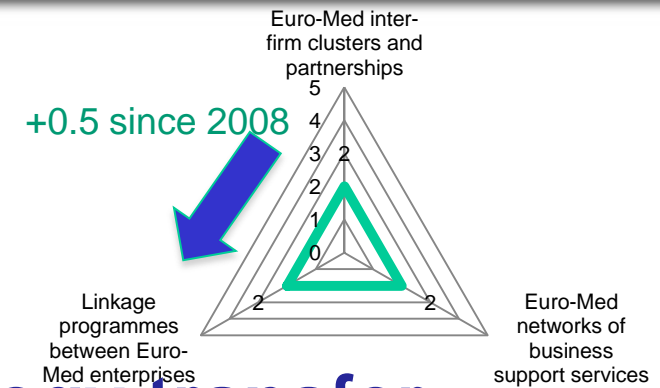 Euro-Med inter-
firm clusters and
partnerships
+0.5 since 2008
5
4
3
2
2
1
0
2
2
Linkage
programmes
between Euro-
Med enterprises
Euro-Med
networks of
business
support services